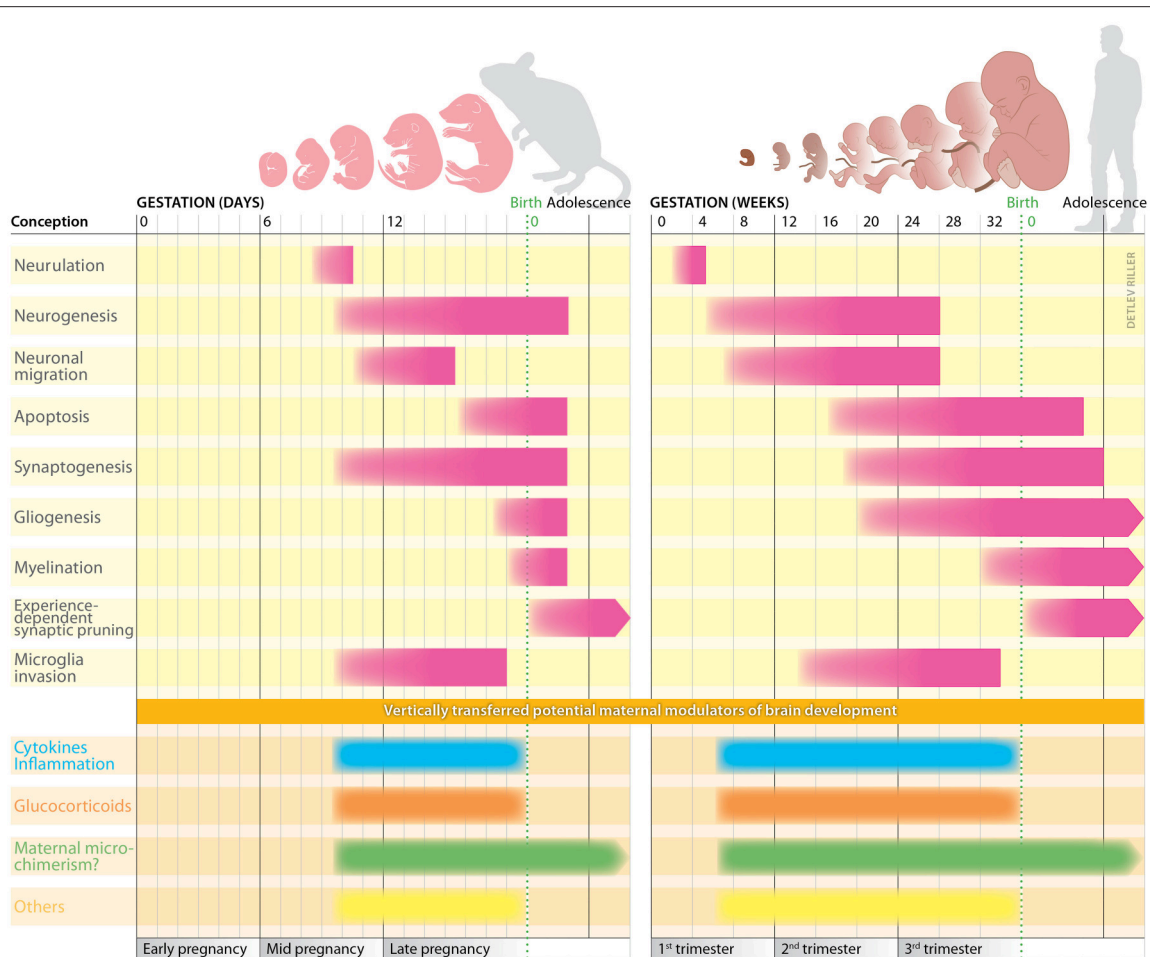 GESTATION (DAYS) Birth Adolescence GESTATION (WEEKS) Birth Adolescence
Conception 0 6 12 0 0 4 8 12 16 20 24 28 32 0
Neurulation
DETLEV RILLER
Neurogenesis
Neuronal
migration
Apoptosis
Synaptogenesis
Gliogenesis
Myelination
Experience-
dependent
synaptic pruning
Microglia
invasion
Vertically transferred potential maternal modulators of brain development
Cytokines
Inflammation
Glucocorticoids
Maternal micro-
chimerism?
Others
Early pregnancy Mid pregnancy Late pregnancy 1st trimester 2nd trimester 3rd trimester